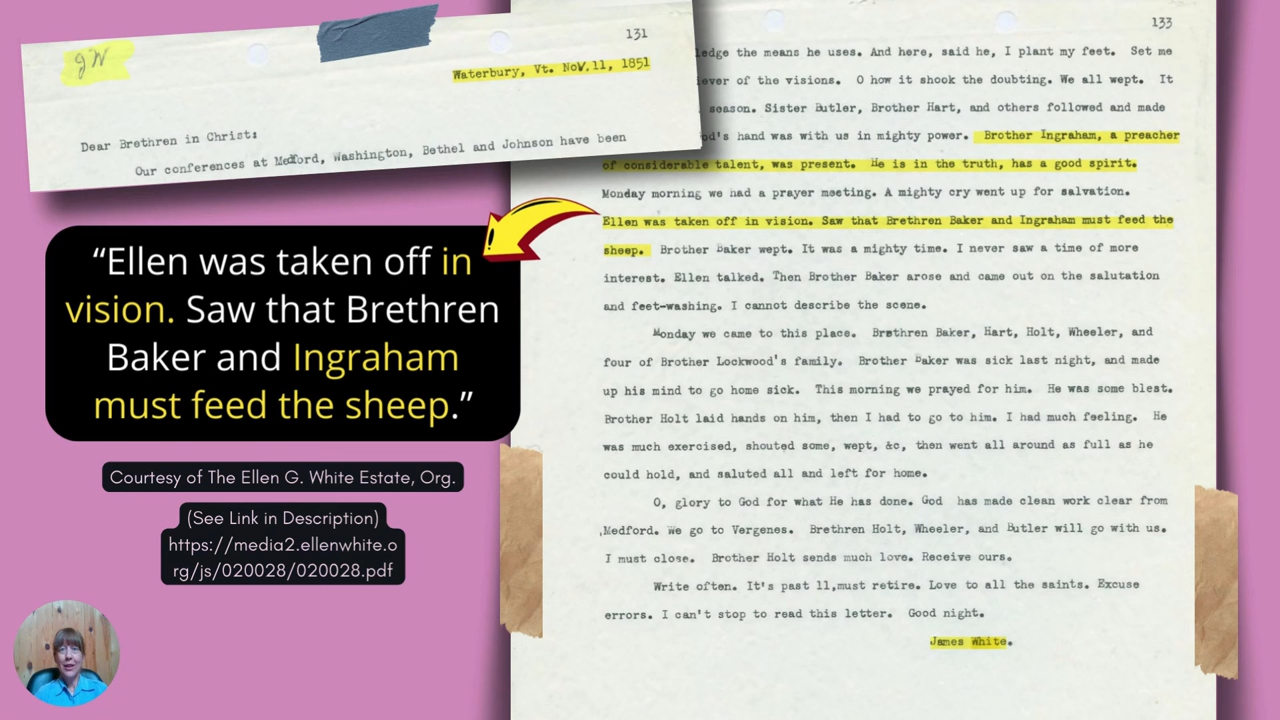 JW
131
Waterbury, Vt. Nov. 11, 1851
Dear Brethren in Christ:
Our conferences at Medford, Washington, Bethel and Johnson have been
“Ellen was taken off in
vision. Saw that Brethren
Baker and Ingraham
must feed the sheep.”
Courtesy of The Ellen G. White Estate, Org.
(See Link in Description)
https://media2.ellenwhite.o
rg/js/020028/020028.pdf
133
ledge the means he uses. And here, said he, I plant my feet. Set me
ever of the visions. O how it shook the doubting. We all wept. It
season. Sister Butler, Brother Hart, and others followed and made
od's hand was with us in mighty power. Brother Ingraham, a preacher
of considerable talent, was present. He is in the truth, has a good spirit.
Monday morning we had a prayer meeting. A mighty cry went up for salvation.
Ellen was taken off in vision. Saw that Brethren Baker and Ingraham must feed the
sheep. Brother Baker wept. It was a mighty time. I never saw a time of more
interest. Ellen talked. Then Brother Baker arose and came out on the salutation
and feet-washing. I cannot describe the scene.
Monday we came to this place. Brethren Baker, Hart, Holt, Wheeler, and
four of Brother Lockwood's family. Brother Baker was sick last night, and made
up his mind to go home sick. This morning we prayed for him. He was some blest.
Brother Holt laid hands on him, then I had to go to him. I had much feeling. He
was much exercised, shouted some, wept, &c, then went all around as full as he
could hold, and saluted all and left for home.
O, glory to God for what He has done. God has made clean work clear from
Medford. We go to Vergenes. Brethren Holt, Wheeler, and Butler will go with us.
I must close. Brother Holt sends much love. Receive ours.
Write often. It's past 11,must retire. Love to all the saints. Excuse
errors. I can't stop to read this letter. Good night.
James White.